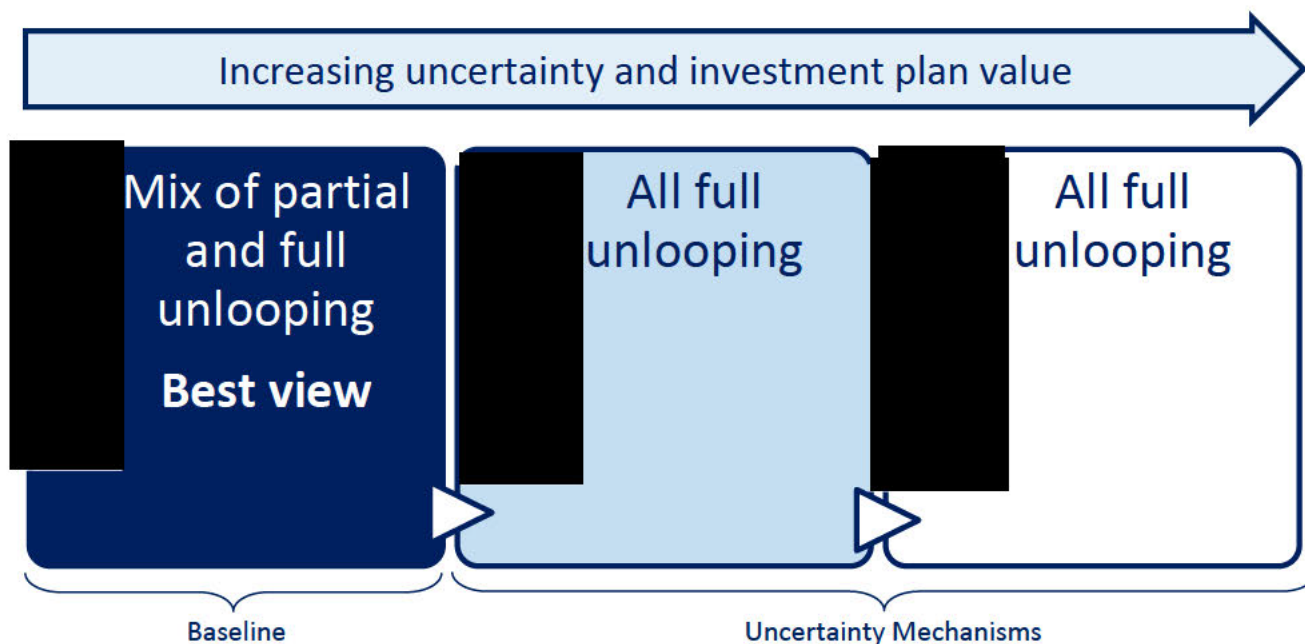 Increasing uncertainty and investment plan value
Mix of partial
and full
unlooping
Best view
All full
unlooping
All full
unlooping
Baseline
Uncertainty Mechanisms